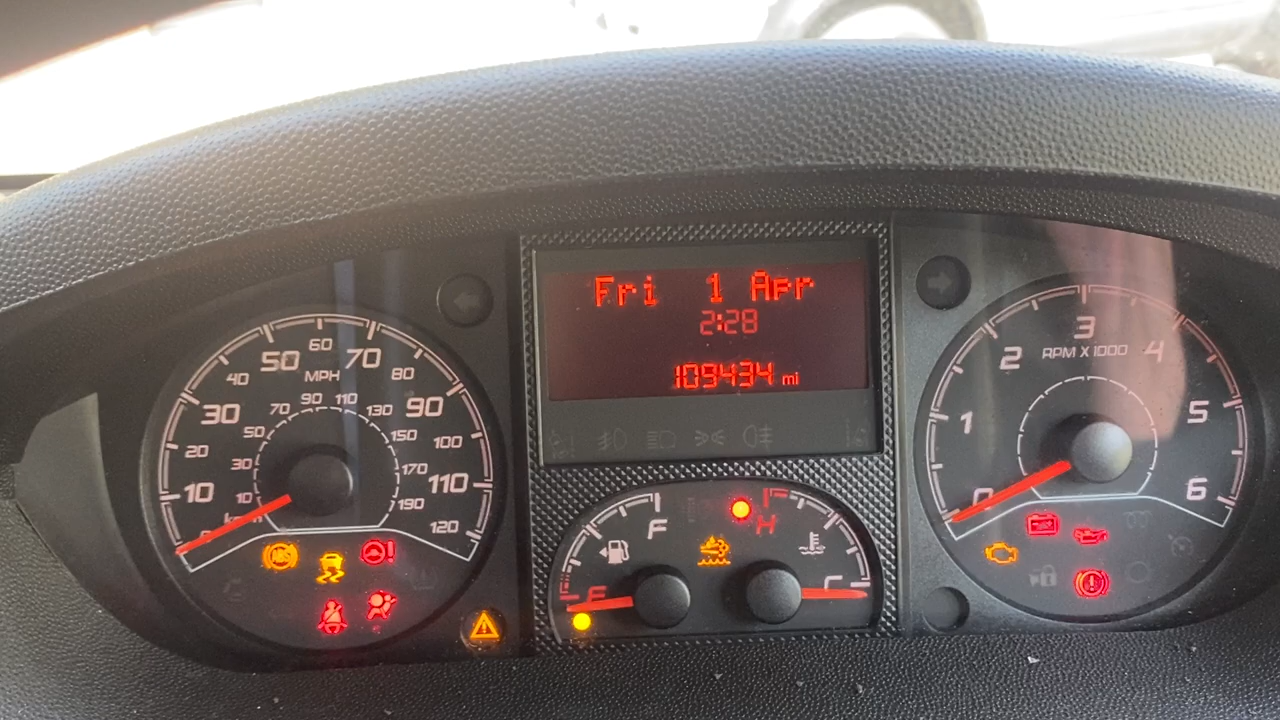 Fri 1 Apr
2:28
109434 mi
10 20 30 40 50 60 70 80 90 100 110 120
MPH
10 30 50 70 90 110 130 150 170 190
km/h
0 1 2 3 4 5 6
RPM X 1000
F
E
H
C